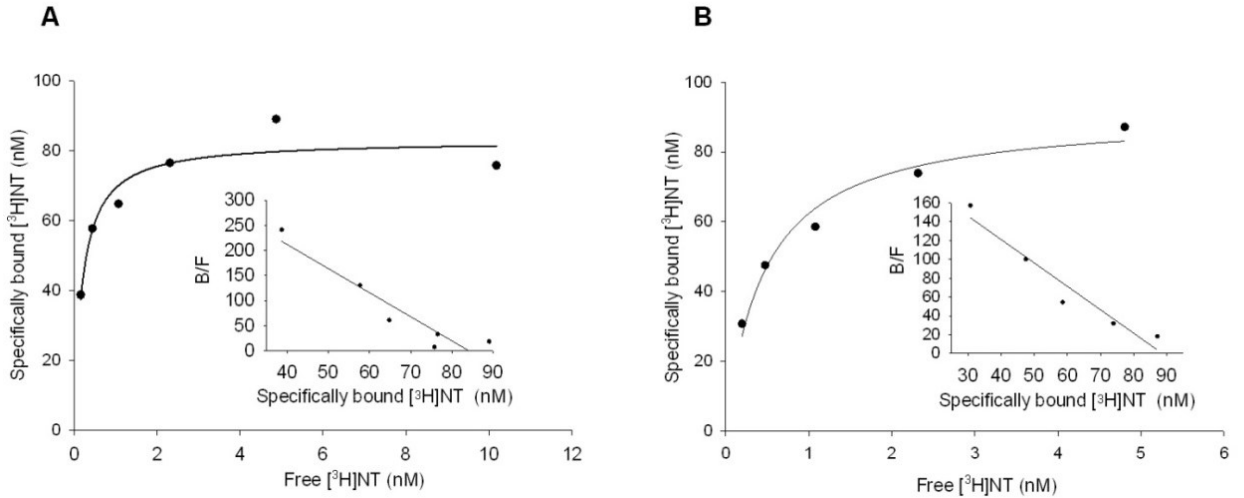 A
B
100
80
60
40
20
0
0 2 4 6 8 10 12
Specifically bound [³H]NT (nM)
Free [³H]NT (nM)
300
250
200
150
100
50
0
40 50 60 70 80 90
B/F
Specifically bound [³H]NT (nM)
100
80
60
40
20
0
0 1 2 3 4 5 6
Specifically bound [³H]NT (nM)
Free [³H]NT (nM)
160
140
120
100
80
60
40
20
0
30 40 50 60 70 80 90
B/F
Specifically bound [³H]NT (nM)